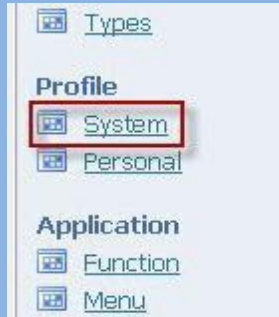 Types
Profile
System
Personal
Application
Function
Menu